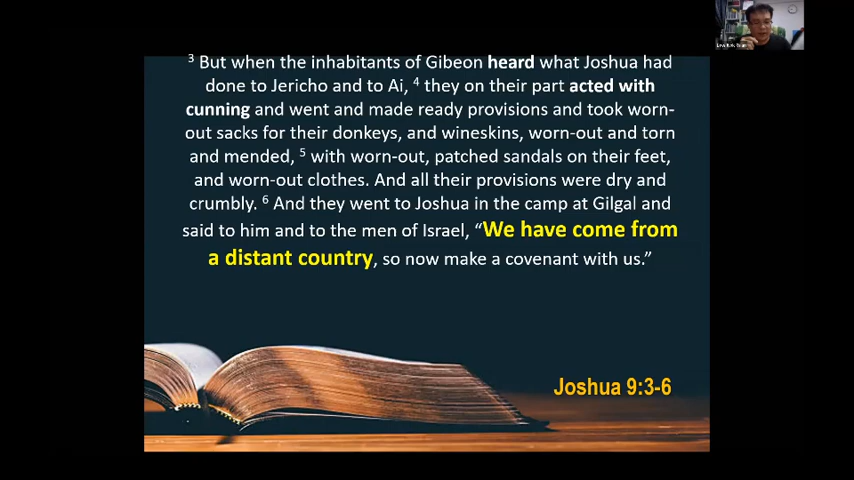 ³ But when the inhabitants of Gibeon heard what Joshua had
done to Jericho and to Ai, ⁴ they on their part acted with
cunning and went and made ready provisions and took worn-
out sacks for their donkeys, and wineskins, worn-out and torn
and mended, ⁵ with worn-out, patched sandals on their feet,
and worn-out clothes. And all their provisions were dry and
crumbly. ⁶ And they went to Joshua in the camp at Gilgal and
said to him and to the men of Israel, “We have come from
a distant country, so now make a covenant with us.”
Joshua 9:3-6